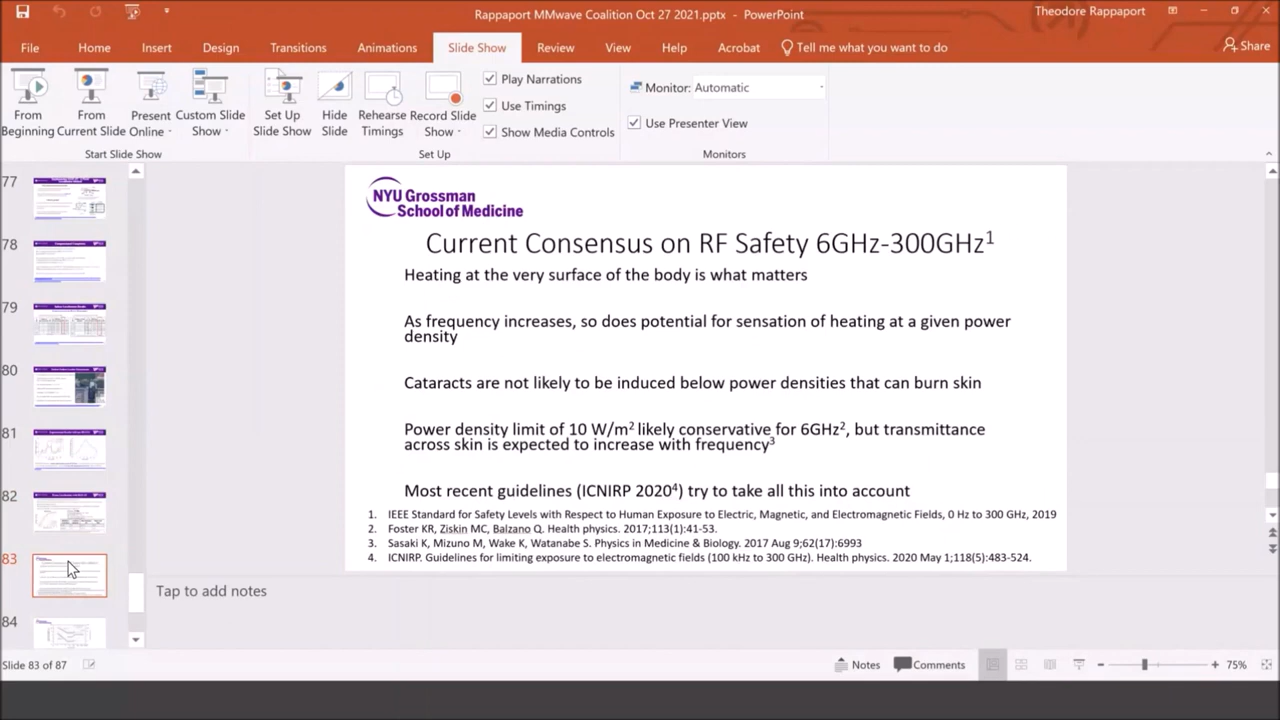 Rappaport MMwave Coalition Oct 27 2021.pptx - PowerPoint
Theodore Rappaport
File Home Insert Design Transitions Animations Slide Show Review View Help Acrobat Tell me what you want to do Share
From Beginning
From Current Slide
Present Online
Custom Slide Show
Set Up Slide Show
Hide Slide
Rehearse Timings
Record Slide Show
Play Narrations
Use Timings
Show Media Controls
Monitor: Automatic
Use Presenter View
Start Slide Show
Set Up
Monitors
77
78
79
80
81
82
83
84
NYU Grossman
School of Medicine
Current Consensus on RF Safety 6GHz-300GHz¹
Heating at the very surface of the body is what matters
As frequency increases, so does potential for sensation of heating at a given power
density
Cataracts are not likely to be induced below power densities that can burn skin
Power density limit of 10 W/m² likely conservative for 6GHz², but transmittance
across skin is expected to increase with frequency³
Most recent guidelines (ICNIRP 2020⁴) try to take all this into account
1. IEEE Standard for Safety Levels with Respect to Human Exposure to Electric, Magnetic, and Electromagnetic Fields, 0 Hz to 300 GHz, 2019
2. Foster KR, Ziskin MC, Balzano Q. Health physics. 2017;113(1):41-53.
3. Sasaki K, Mizuno M, Wake K, Watanabe S. Physics in Medicine & Biology. 2017 Aug 9;62(17):6993
4. ICNIRP. Guidelines for limiting exposure to electromagnetic fields (100 kHz to 300 GHz). Health physics. 2020 May 1;118(5):483-524.
Tap to add notes
Slide 83 of 87
Notes
Comments
75%